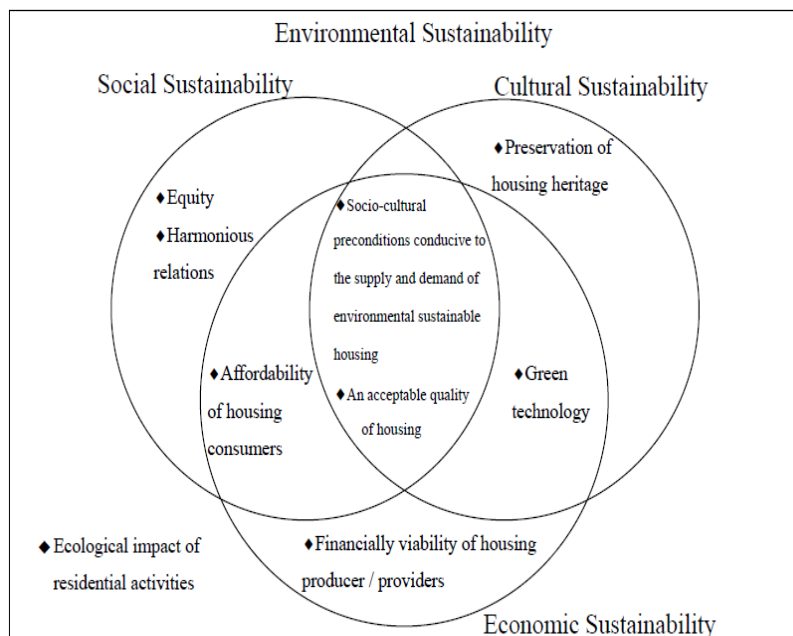 Environmental Sustainability
Social Sustainability
Cultural Sustainability
♦Preservation of
housing heritage
♦Equity
♦Harmonious
relations
♦Socio-cultural
preconditions conducive to
the supply and demand of
environmental sustainable
housing
♦An acceptable quality
of housing
♦Affordability
of housing
consumers
♦Green
technology
♦Ecological impact of
residential activities
♦Financially viability of housing
producer / providers
Economic Sustainability